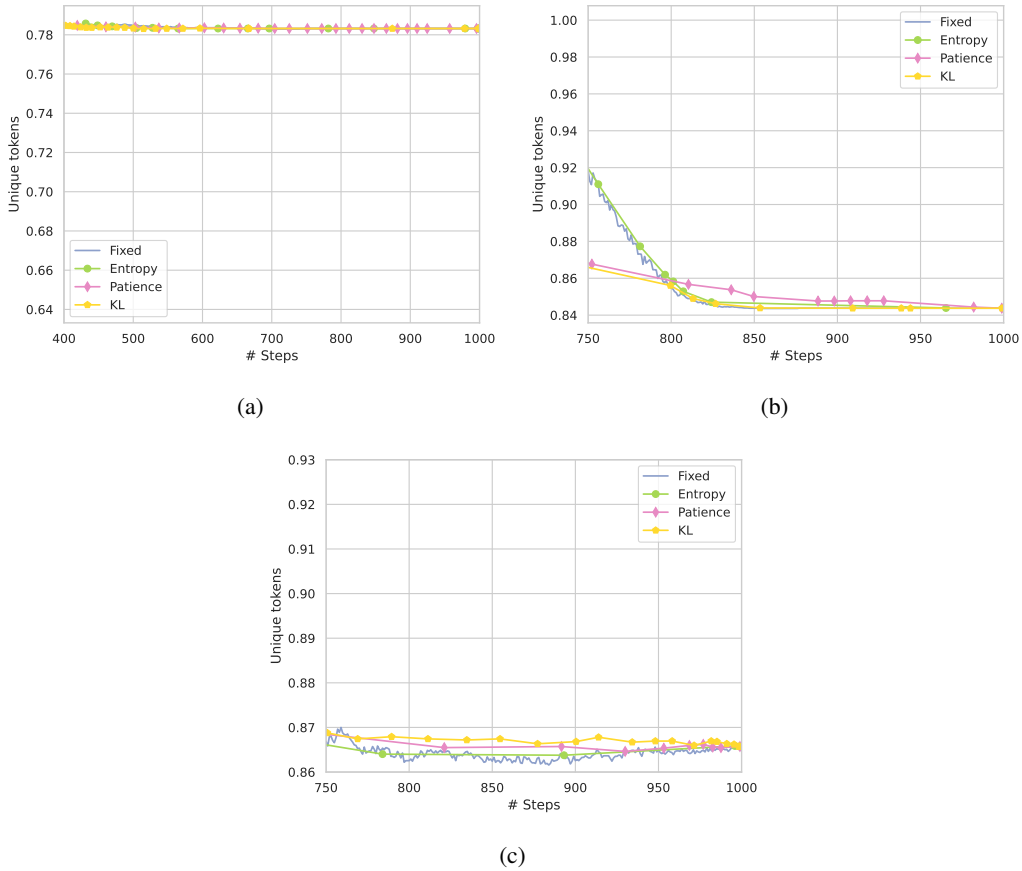 0.78
0.76
0.74
0.72
0.70
0.68
0.66
0.64
Unique tokens
Fixed
Entropy
Patience
KL
400 500 600 700 800 900 1000
# Steps
(a)
1.00
0.98
0.96
0.94
0.92
0.90
0.88
0.86
0.84
Unique tokens
Fixed
Entropy
Patience
KL
750 800 850 900 950 1000
# Steps
(b)
0.93
0.92
0.91
0.90
0.89
0.88
0.87
0.86
Unique tokens
Fixed
Entropy
Patience
KL
750 800 850 900 950 1000
# Steps
(c)